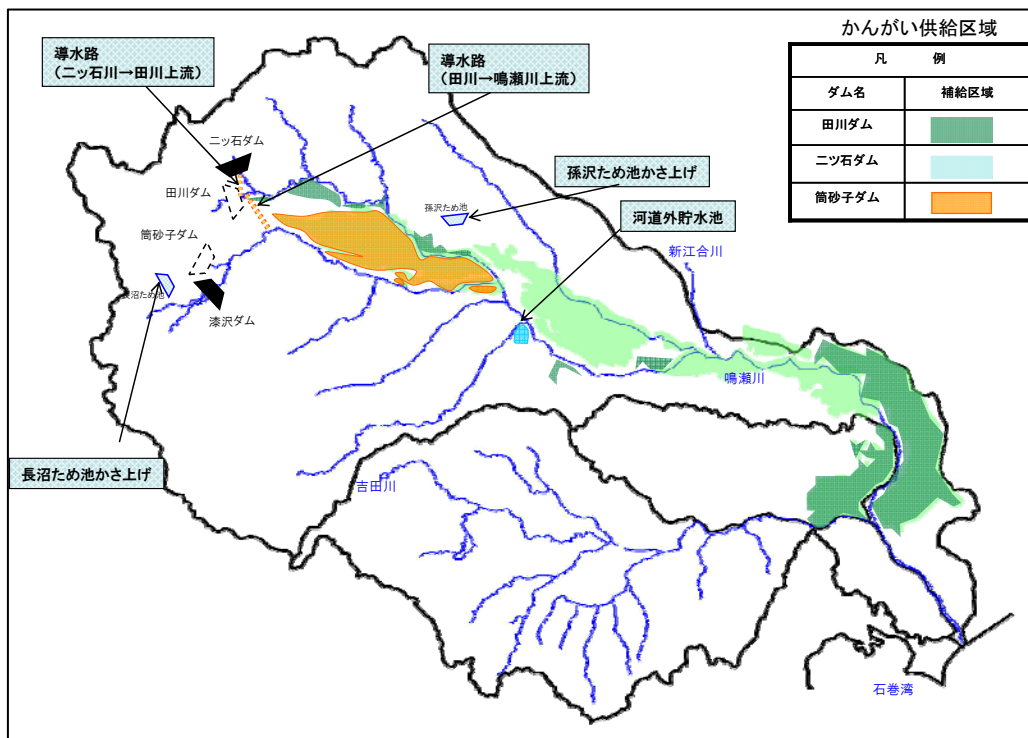 かんがい供給区域
凡 例
ダム名 補給区域
田川ダム
二ツ石ダム
筒砂子ダム
導水路
（二ッ石川→田川上流）
導水路
（田川→鳴瀬川上流）
二ッ石ダム
田川ダム
孫沢ため池かさ上げ
孫沢ため池
河道外貯水池
筒砂子ダム
新江合川
長沼ため池
漆沢ダム
鳴瀬川
長沼ため池かさ上げ
吉田川
石巻湾